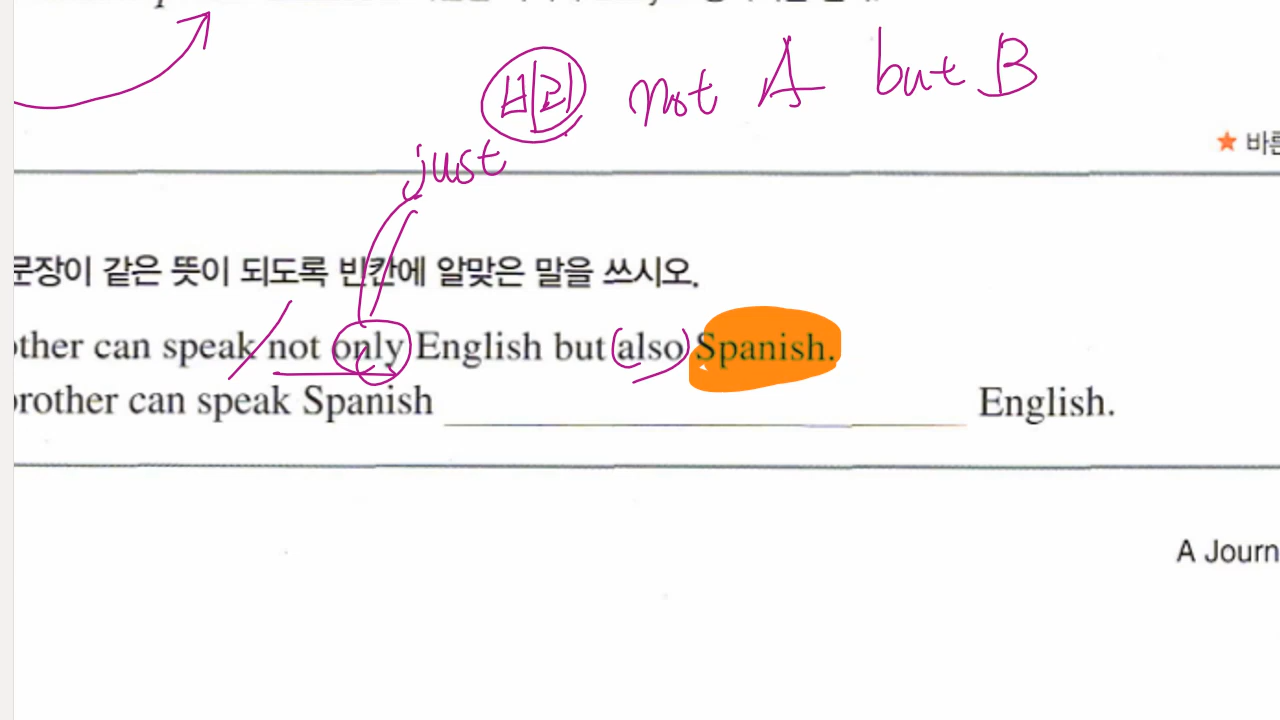 비교 not A but B
just
★ 바른
문장이 같은 뜻이 되도록 빈칸에 알맞은 말을 쓰시오.
other can speak not only English but also Spanish.
brother can speak Spanish English.
A Journ